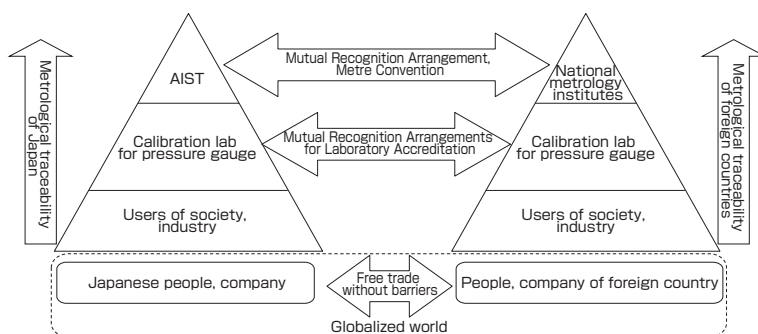 Metrological traceability
of Japan
AIST
Calibration lab
for pressure gauge
Users of society,
industry
Mutual Recognition Arrangement,
Metre Convention
Mutual Recognition Arrangements
for Laboratory Accreditation
National
metrology
institutes
Calibration lab
for pressure gauge
Users of society,
industry
Metrological traceability
of foreign countries
Japanese people, company
Free trade
without barriers
People, company of foreign country
Globalized world